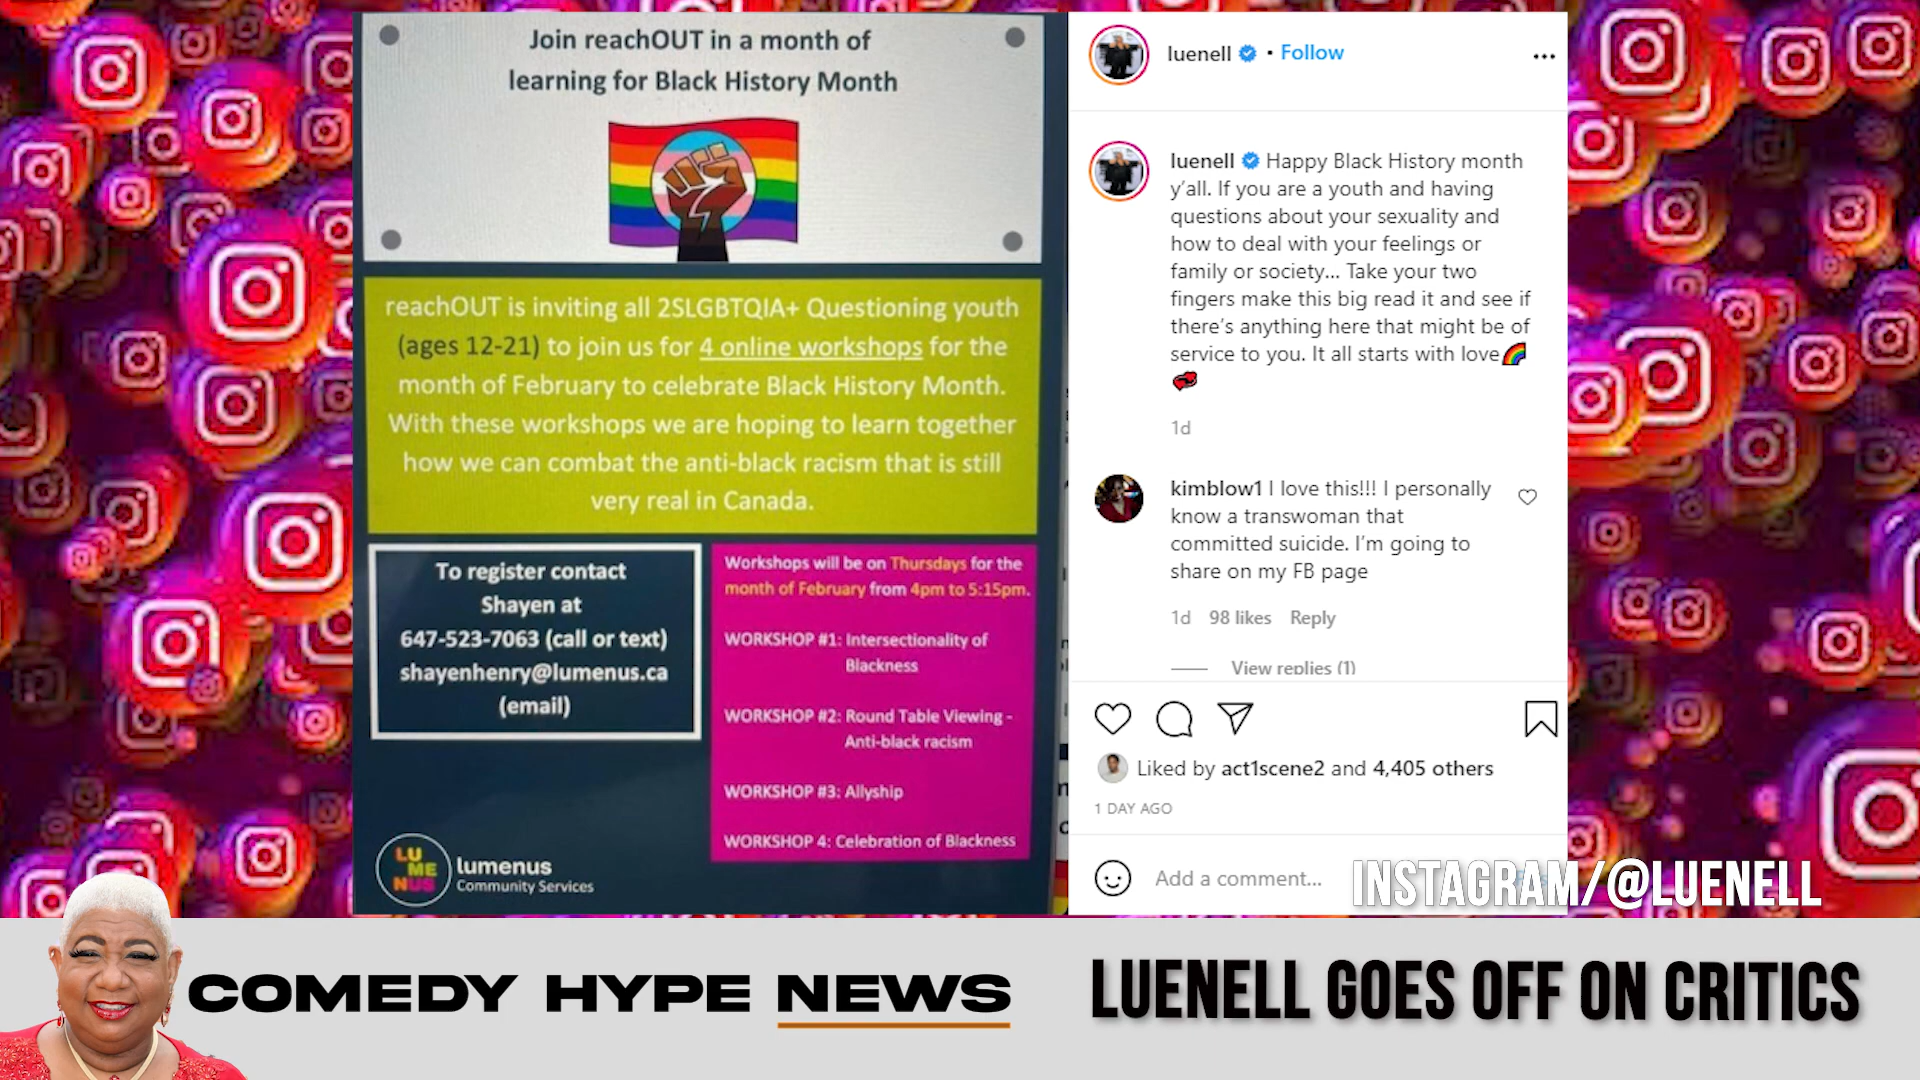 Join reachOUT in a month of
learning for Black History Month
reachOUT is inviting all 2SLGBTQIA+ Questioning youth
(ages 12-21) to join us for 4 online workshops for the
month of February to celebrate Black History Month.
With these workshops we are hoping to learn together
how we can combat the anti-black racism that is still
very real in Canada.
To register contact
Shayen at
647-523-7063 (call or text)
shayenhenry@lumenus.ca
(email)
Workshops will be on Thursdays for the
month of February from 4pm to 5:15pm.
WORKSHOP #1: Intersectionality of
Blackness
WORKSHOP #2: Round Table Viewing -
Anti-black racism
WORKSHOP #3: Allyship
WORKSHOP 4: Celebration of Blackness
LU
ME
NUS
lumenus
Community Services
luenell • Follow
luenell Happy Black History month
y'all. If you are a youth and having
questions about your sexuality and
how to deal with your feelings or
family or society... Take your two
fingers make this big read it and see if
there's anything here that might be of
service to you. It all starts with love🌈
💞
1d
kimblow1 I love this!!! I personally
know a transwoman that
committed suicide. I'm going to
share on my FB page
1d 98 likes Reply
View replies (1)
Liked by act1scene2 and 4,405 others
1 DAY AGO
Add a comment...
INSTAGRAM/@LUENELL
COMEDY HYPE NEWS
LUENELL GOES OFF ON CRITICS